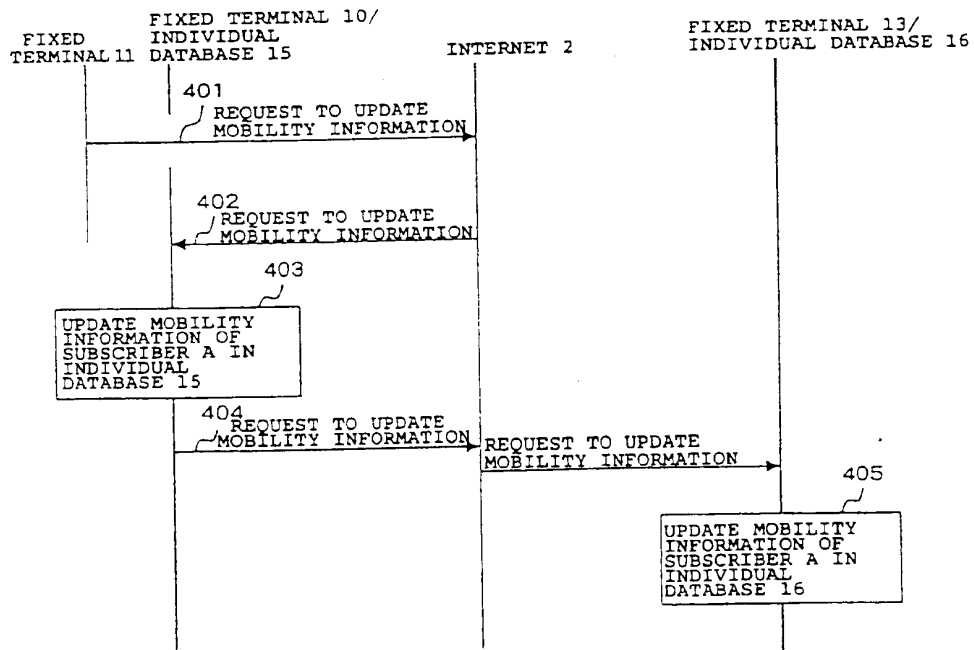 FIXED
TERMINAL 11
FIXED TERMINAL 10/
INDIVIDUAL
DATABASE 15
INTERNET 2
FIXED TERMINAL 13/
INDIVIDUAL DATABASE 16
401
REQUEST TO UPDATE
MOBILITY INFORMATION
402
REQUEST TO UPDATE
MOBILITY INFORMATION
403
UPDATE MOBILITY
INFORMATION OF
SUBSCRIBER A IN
INDIVIDUAL
DATABASE 15
404
REQUEST TO UPDATE
MOBILITY INFORMATION
REQUEST TO UPDATE
MOBILITY INFORMATION
405
UPDATE MOBILITY
INFORMATION OF
SUBSCRIBER A IN
INDIVIDUAL
DATABASE 16